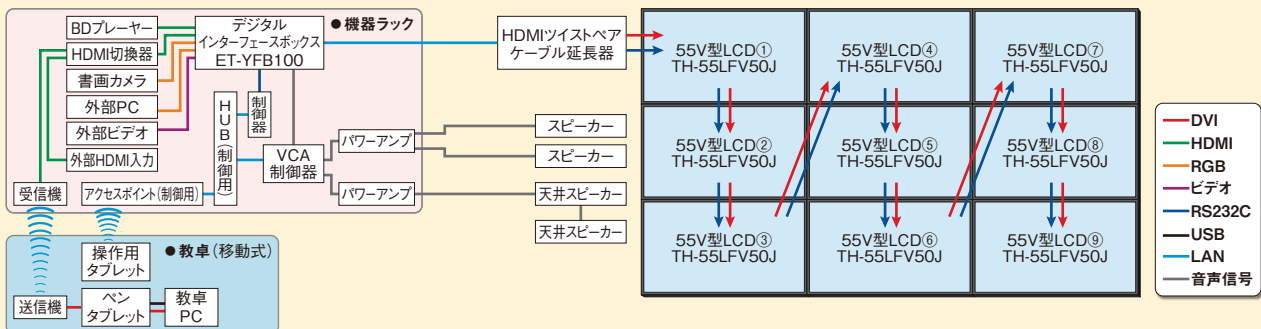 ●機器ラック
BDプレーヤー
HDMI切換器
書画カメラ
外部PC
外部ビデオ
外部HDMI入力
受信機
アクセスポイント(制御用)
デジタル
インターフェースボックス
ET-YFB100
制御器
HUB(制御用)
VCA
制御器
パワーアンプ
パワーアンプ
HDMIツイストペア
ケーブル延長器
スピーカー
スピーカー
天井スピーカー
天井スピーカー
●教卓(移動式)
操作用
タブレット
送信機
ペン
タブレット
教卓
PC
55V型LCD①
TH-55LFV50J
55V型LCD④
TH-55LFV50J
55V型LCD⑦
TH-55LFV50J
55V型LCD②
TH-55LFV50J
55V型LCD⑤
TH-55LFV50J
55V型LCD⑧
TH-55LFV50J
55V型LCD③
TH-55LFV50J
55V型LCD⑥
TH-55LFV50J
55V型LCD⑨
TH-55LFV50J
DVI
HDMI
RGB
ビデオ
RS232C
USB
LAN
音声信号